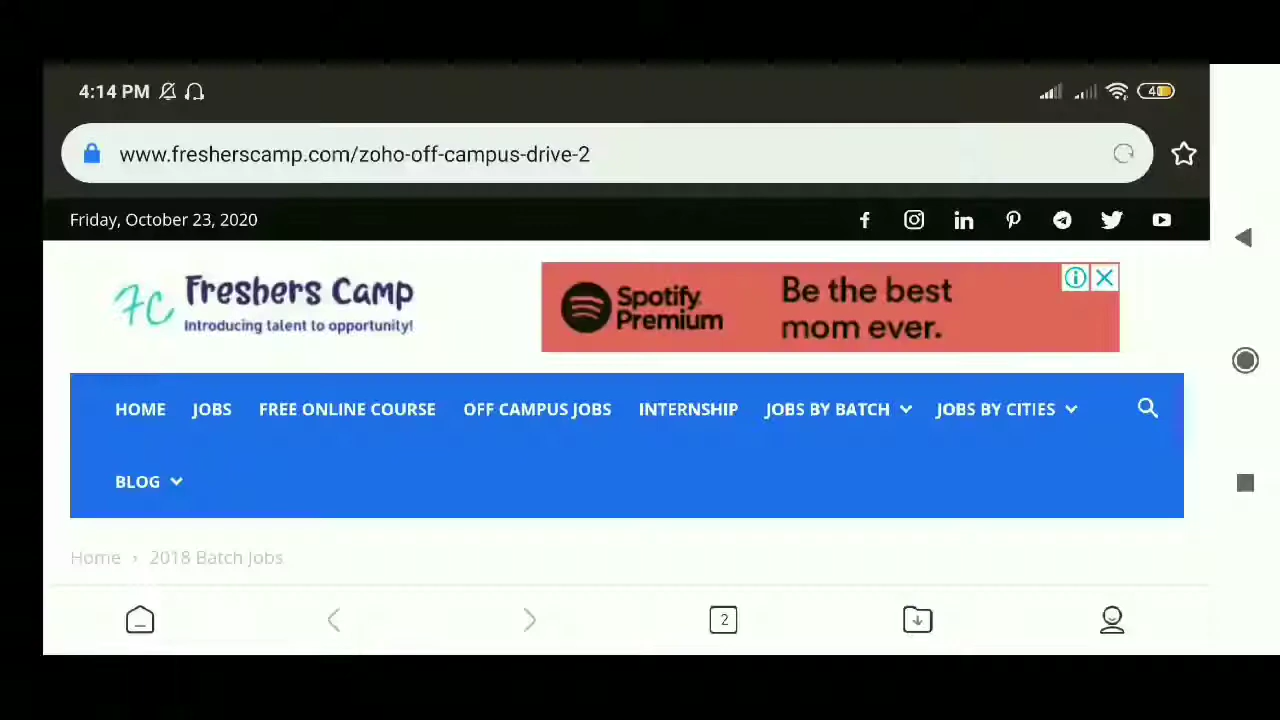 4:14 PM 40
www.fresherscamp.com/zoho-off-campus-drive-2
Friday, October 23, 2020
FC Freshers Camp
Introducing talent to opportunity!
Spotify Premium
Be the best
mom ever.
HOME JOBS FREE ONLINE COURSE OFF CAMPUS JOBS INTERNSHIP JOBS BY BATCH JOBS BY CITIES
BLOG
Home › 2018 Batch Jobs
2